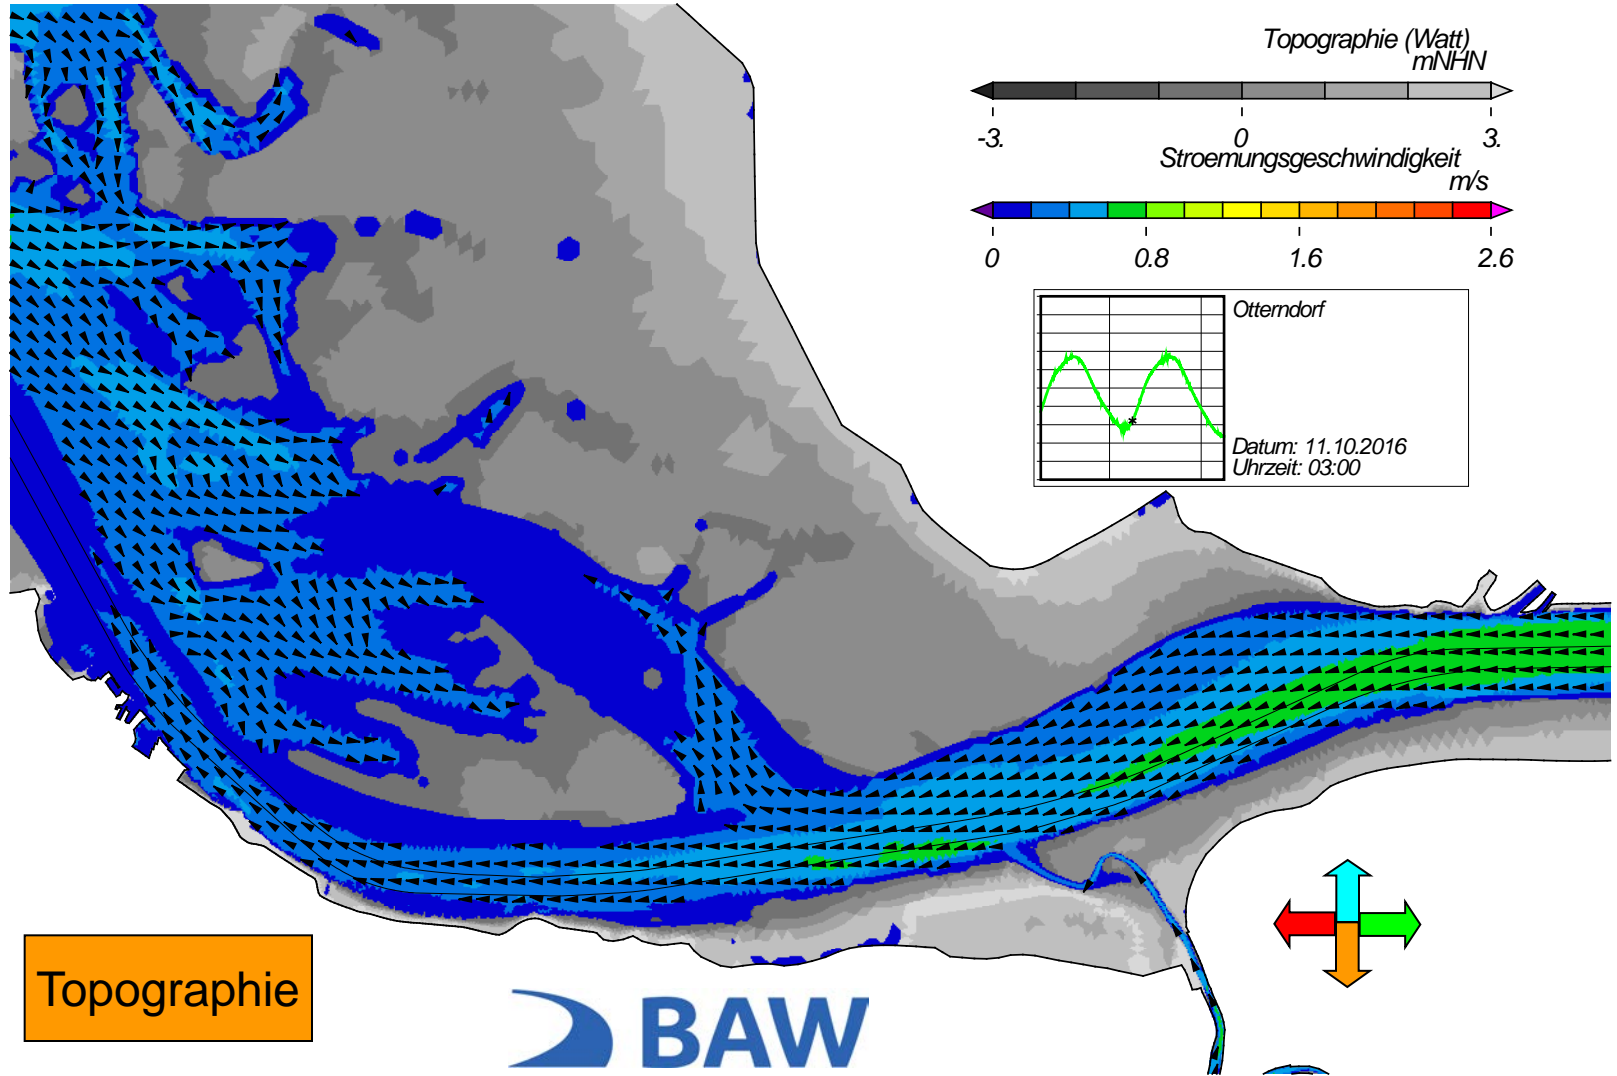 Topographie (Watt)
mNHN
-3. 0 3.
Stroemungsgeschwindigkeit
m/s
0 0.8 1.6 2.6
Otterndorf
Datum: 11.10.2016
Uhrzeit: 03:00
Topographie
BAW